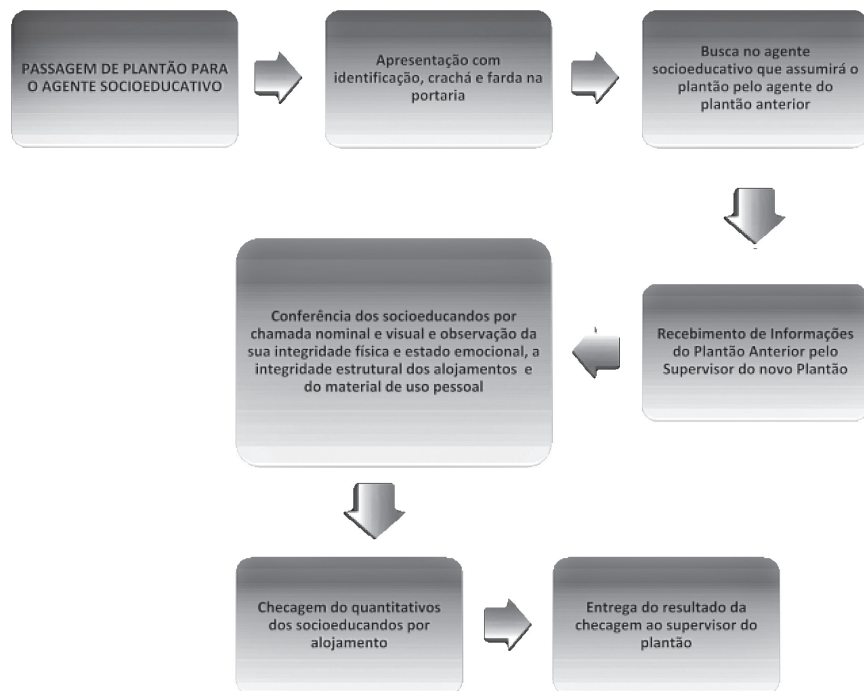 PASSAGEM DE PLANTÃO PARA
O AGENTE SOCIOEDUCATIVO
Apresentação com
identificação, crachá e farda na
portaria
Busca no agente
socioeducativo que assumirá o
plantão pelo agente do
plantão anterior
Recebimento de Informações
do Plantão Anterior pelo
Supervisor do novo Plantão
Conferência dos socioeducandos por
chamada nominal e visual e observação da
sua integridade física e estado emocional, a
integridade estrutural dos alojamentos e
do material de uso pessoal
Checagem do quantitativos
dos socioeducandos por
alojamento
Entrega do resultado da
checagem ao supervisor do
plantão